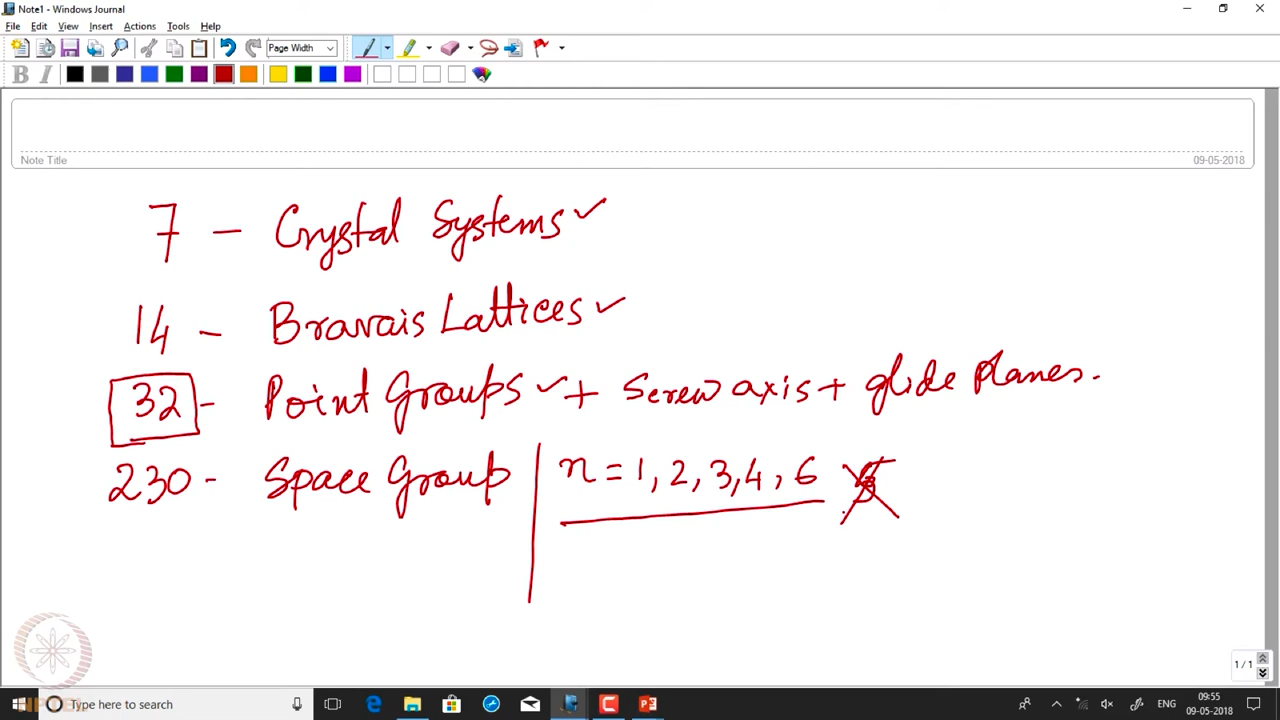 Note1 - Windows Journal
File Edit View Insert Actions Tools Help
Page Width
B I
Note Title 09-05-2018
7 - Crystal Systems ✓
14 - Bravais Lattices ✓
32 - Point Groups ✓ + Screw axis + glide planes.
230 - Space Group | n = 1, 2, 3, 4, 6
1 / 1
Type here to search
ENG
09:55
09-05-2018